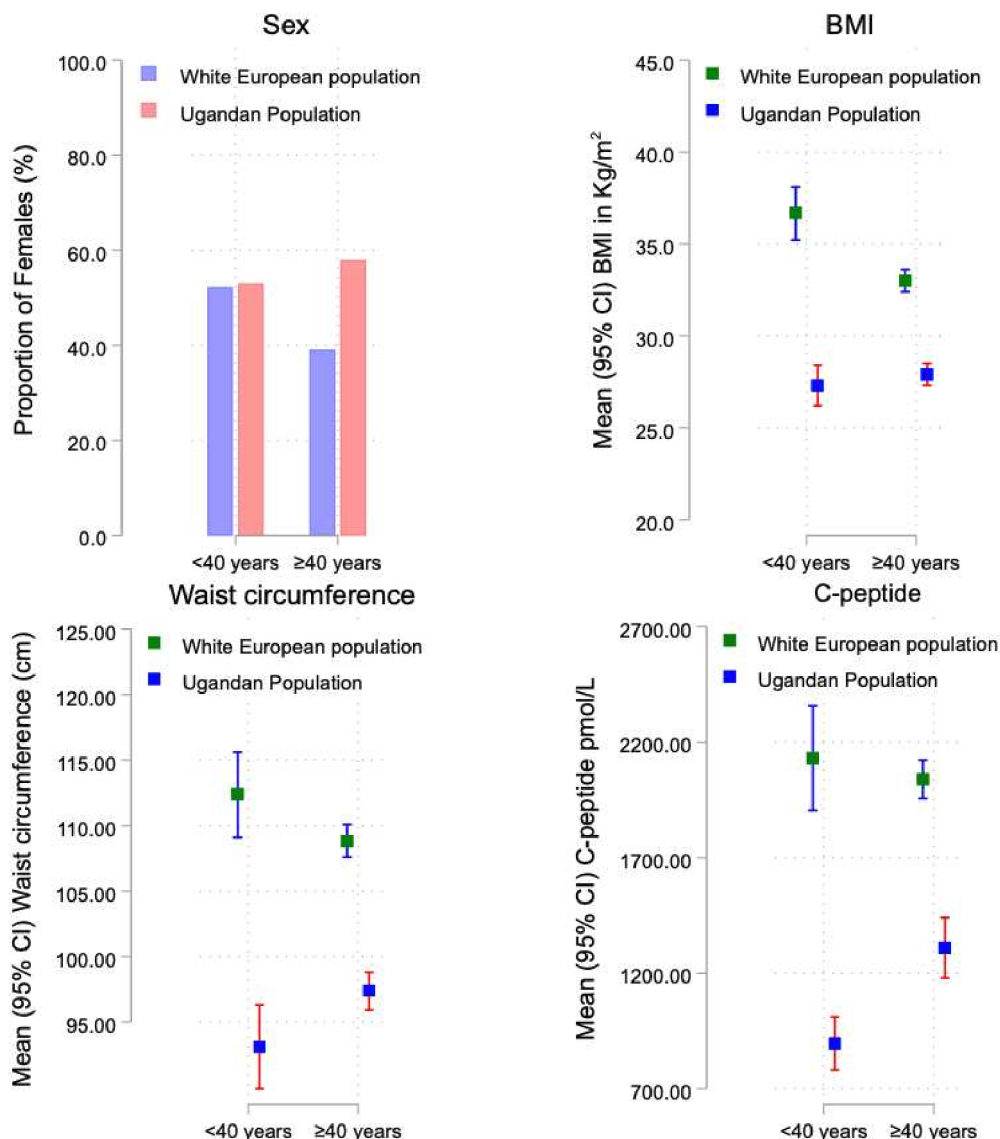 Sex
100.0
80.0
60.0
40.0
20.0
0.0
Proportion of Females (%)
White European population
Ugandan Population
<40 years
≥40 years
BMI
45.0
40.0
35.0
30.0
25.0
20.0
Mean (95% CI) BMI in Kg/m²
White European population
Ugandan Population
<40 years
≥40 years
Waist circumference
125.00
120.00
115.00
110.00
105.00
100.00
95.00
Mean (95% CI) Waist circumference (cm)
White European population
Ugandan Population
<40 years
≥40 years
C-peptide
2700.00
2200.00
1700.00
1200.00
700.00
Mean (95% CI) C-peptide pmol/L
White European population
Ugandan Population
<40 years
≥40 years